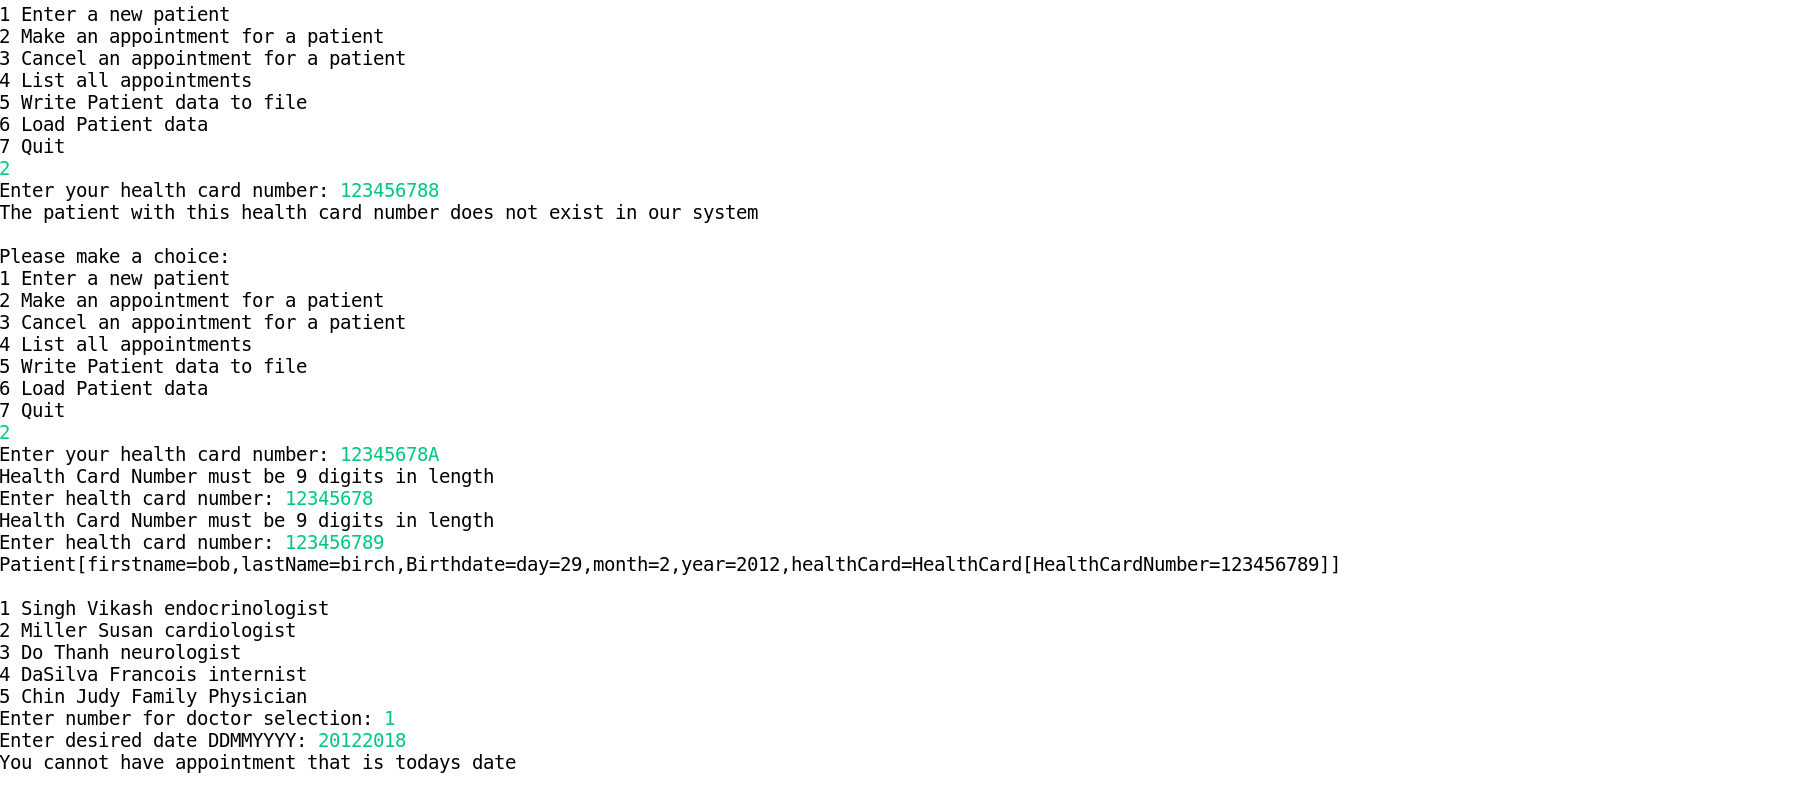 1 Enter a new patient
2 Make an appointment for a patient
3 Cancel an appointment for a patient
4 List all appointments
5 Write Patient data to file
6 Load Patient data
7 Quit
2
Enter your health card number: 123456788
The patient with this health card number does not exist in our system
Please make a choice:
1 Enter a new patient
2 Make an appointment for a patient
3 Cancel an appointment for a patient
4 List all appointments
5 Write Patient data to file
6 Load Patient data
7 Quit
2
Enter your health card number: 12345678A
Health Card Number must be 9 digits in length
Enter health card number: 12345678
Health Card Number must be 9 digits in length
Enter health card number: 123456789
Patient[firstname=bob,lastName=birch,Birthdate=day=29,month=2,year=2012,healthCard=HealthCard[HealthCardNumber=123456789]]
1 Singh Vikash endocrinologist
2 Miller Susan cardiologist
3 Do Thanh neurologist
4 DaSilva Francois internist
5 Chin Judy Family Physician
Enter number for doctor selection: 1
Enter desired date DDMMYYYY: 20122018
You cannot have appointment that is todays date